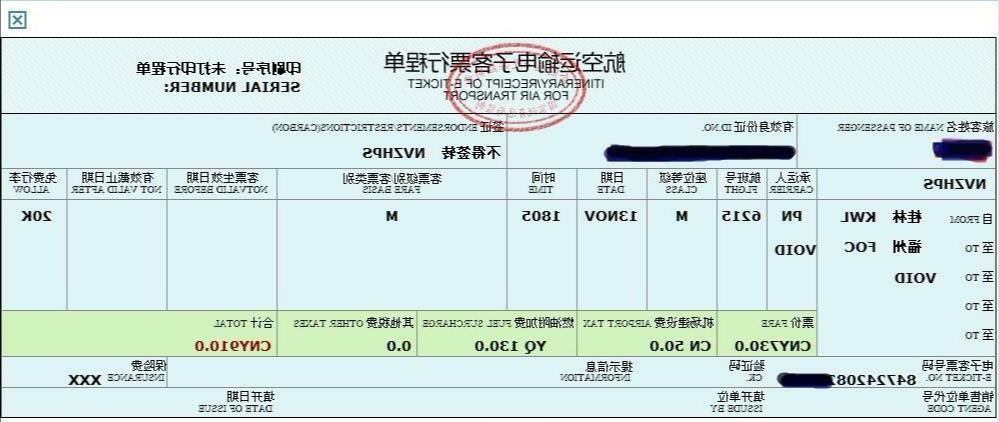 航空运输电子客票行程单
ITINERARY/RECEIPT OF E-TICKET
FOR AIR TRANSPORT
印刷序号：未打印行程单
SERIAL NUMBER:
旅客姓名 NAME OF PASSENGER
有效身份证 ID.NO.
签证 ENDORSEMENTS/RESTRICTIONS(CARBON)
不得签转 NVZHPS
NVZHPS
承运人 CARRIER
航班号 FLGHT
座位等级 CLASS
日期 DATE
时间 TIME
客票级别客票类别 FARE BASIS
客票生效日期 NOTVALID BEFORE
有效截止日期 NOT VALID AFTER
免费行李 ALLOW
自 FROM 桂林 KWL PN 6215 M 13NOV 1805 M 20K
至 TO 福州 FOC VOID
至 TO VOID
至 TO
至 TO
票价 FARE 机场建设费 AIRPORT TAX 燃油附加费 FUEL SURCHARGE 其他税费 OTHER TAXES 合计 TOTAL
CNY730.0 CN 50.0 YQ 130.0 0.0 CNY910.0
电子客票号码 E-TICKET NO. 847242087
验证码 CK.
提示信息 INFORMATION
保险费 INSURANCE XXX
销售单位代号 AGENT CODE
填开单位 ISSUDE BY
填开日期 DATE OF ISSUE